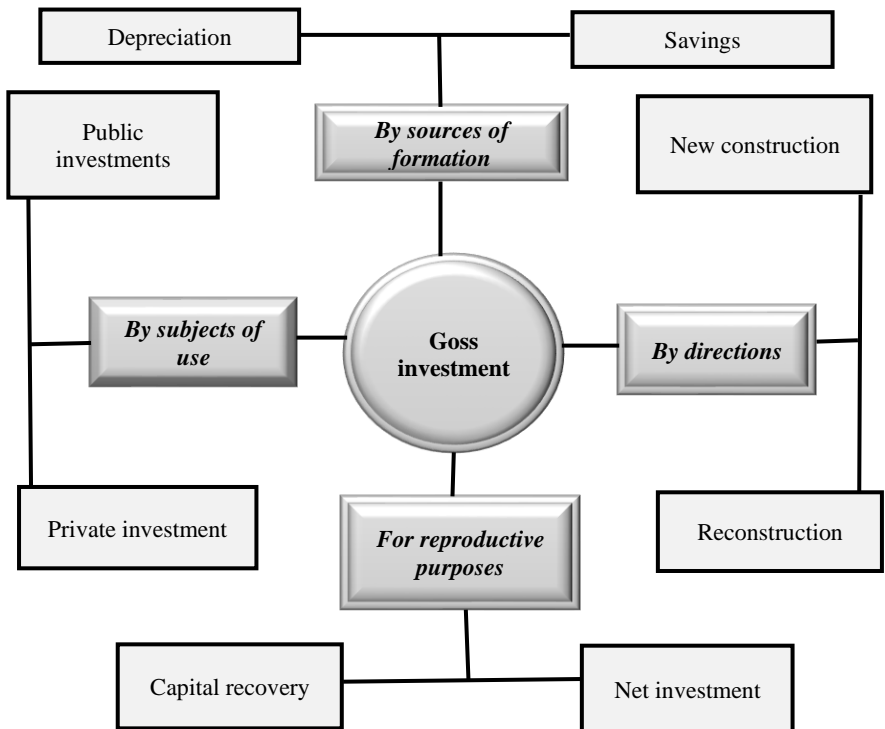 Depreciation
Savings
Public
investments
By sources of
formation
New construction
By subjects of
use
Goss
investment
By directions
Private investment
For reproductive
purposes
Reconstruction
Capital recovery
Net investment